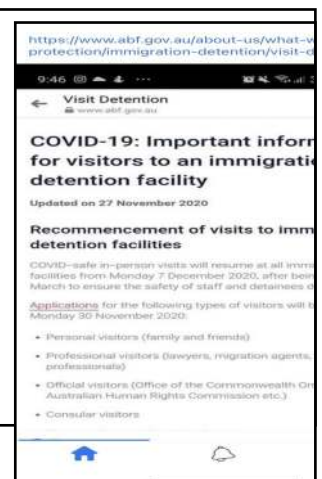 https://www.abf.gov.au/about-us/what-w
protection/immigration-detention/visit-d
9:46
Visit Detention
www.abf.gov.au
COVID-19: Important inform
for visitors to an immigratio
detention facility
Updated on 27 November 2020
Recommencement of visits to imm
detention facilities
COVID-safe in-person visits will resume at all immi
facilities from Monday 7 December 2020, after bein
March to ensure the safety of staff and detainees d
Applications for the following types of visitors will b
Monday 30 November 2020:
• Personal visitors (family and friends)
• Professional visitors (lawyers, migration agents,
professionals)
• Official visitors (Office of the Commonwealth Om
Australian Human Rights Commission etc.)
• Consular visitors